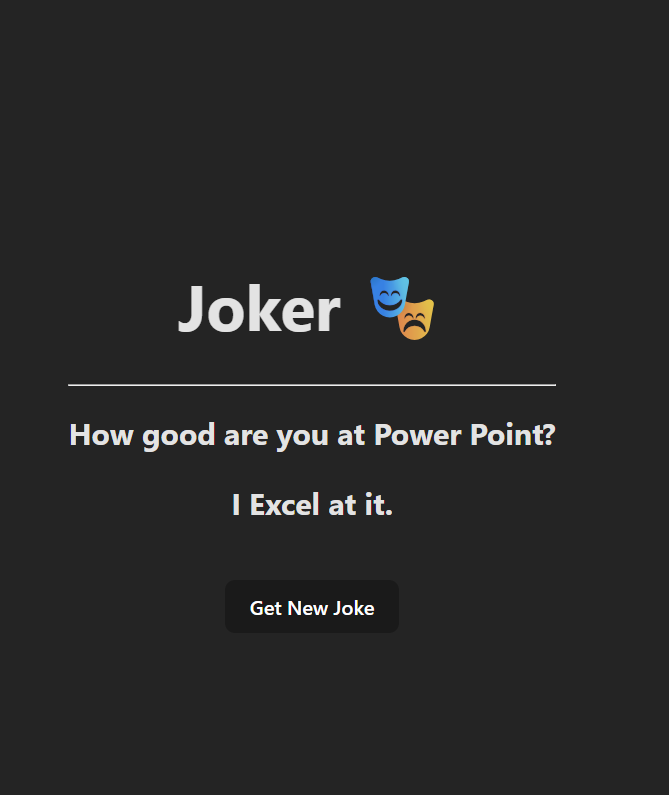 Joker 🎭
How good are you at Power Point?
I Excel at it.
Get New Joke